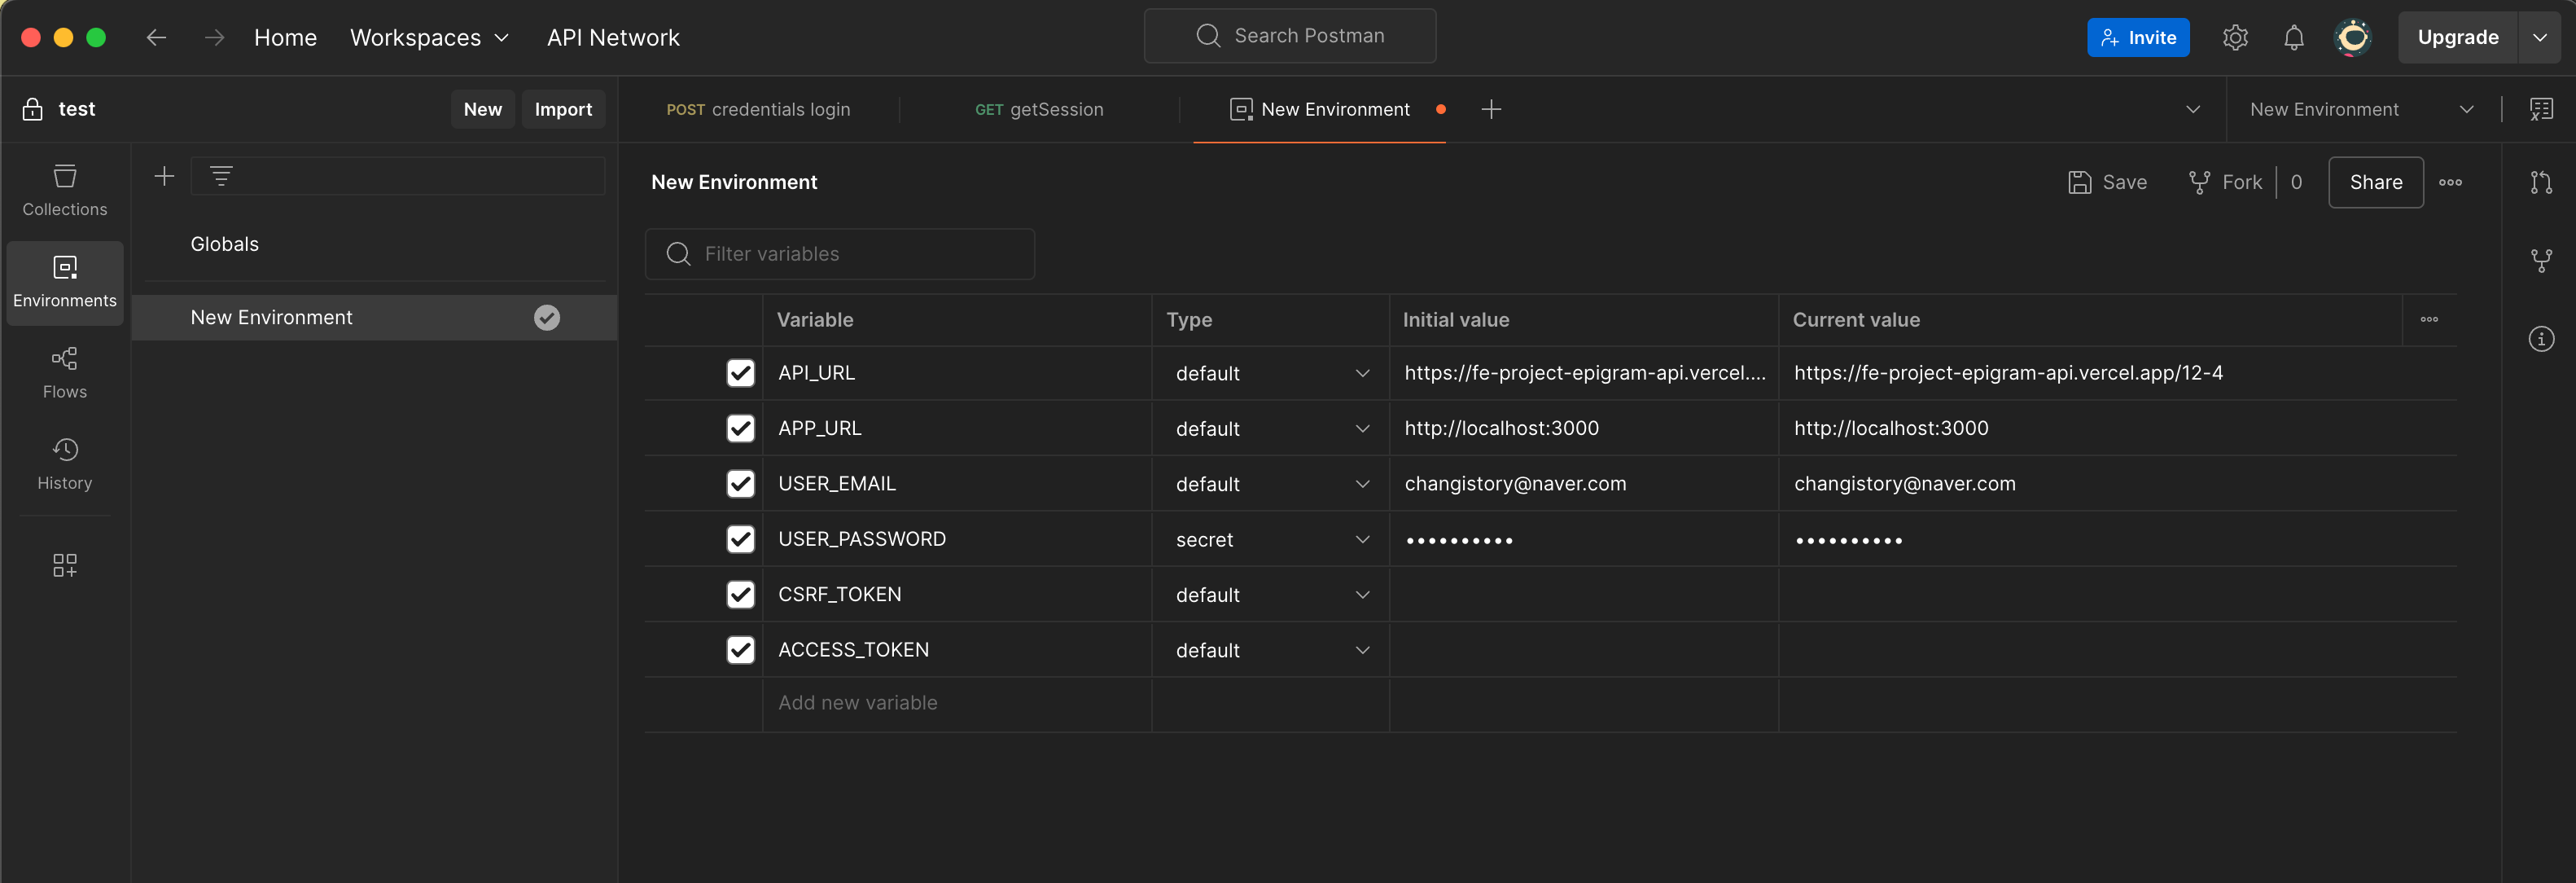 Home Workspaces API Network Search Postman Invite Upgrade
test New Import POST credentials login GET getSession New Environment New Environment
Collections
Environments
Flows
History
Globals
New Environment
New Environment Save Fork 0 Share
Filter variables
Variable Type Initial value Current value
API_URL default https://fe-project-epigram-api.vercel.... https://fe-project-epigram-api.vercel.app/12-4
APP_URL default http://localhost:3000 http://localhost:3000
USER_EMAIL default changistory@naver.com changistory@naver.com
USER_PASSWORD secret •••••••••• ••••••••••
CSRF_TOKEN default
ACCESS_TOKEN default
Add new variable